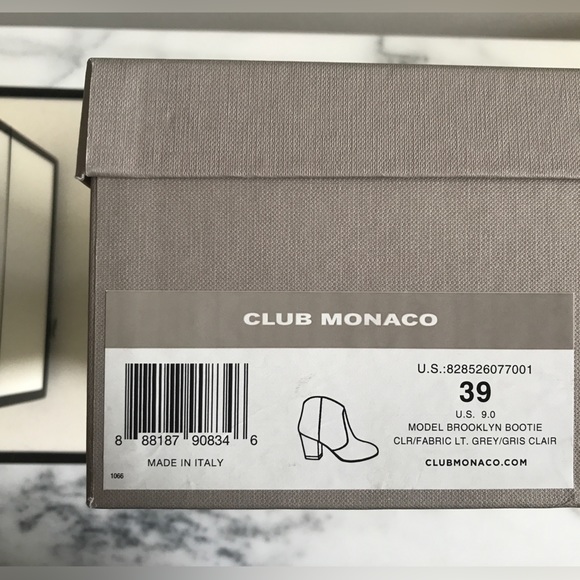 CLUB MONACO
U.S.:828526077001
39
U.S. 9.0
MODEL BROOKLYN BOOTIE
CLR/FABRIC LT. GREY/GRIS CLAIR
CLUBMONACO.COM
8 88187 90834 6
MADE IN ITALY
1066